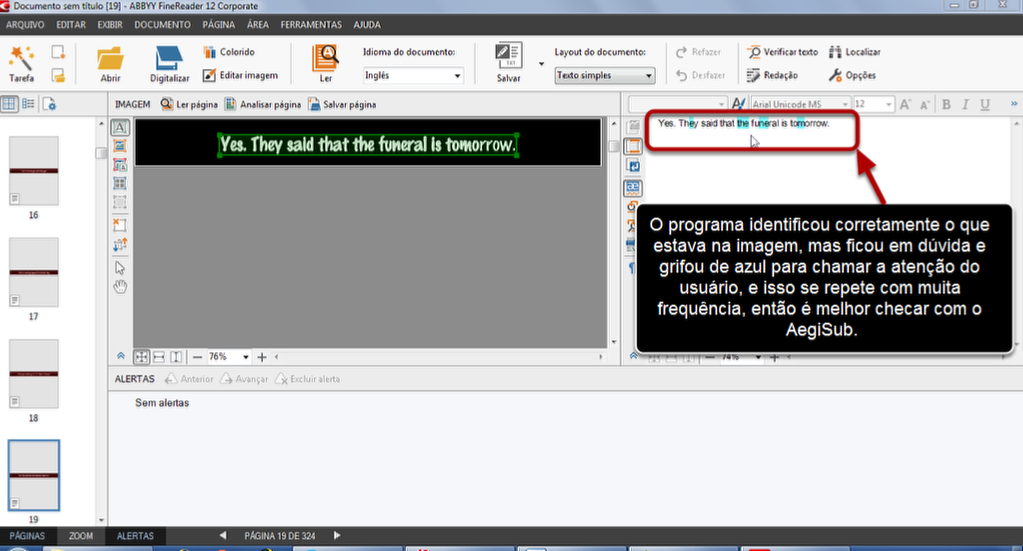 Documento sem título [19] - ABBYY FineReader 12 Corporate
ARQUIVO EDITAR EXIBIR DOCUMENTO PÁGINA ÁREA FERRAMENTAS AJUDA
Tarefa
Abrir
Digitalizar
Colorido
Editar imagem
Ler
Idioma do documento:
Inglês
Salvar
Layout do documento:
Texto simples
Refazer
Desfazer
Verificar texto
Redação
Localizar
Opções
IMAGEM Ler página Analisar página Salvar página
Arial Unicode MS 12 A A B I U »
Yes. They said that the funeral is tomorrow.
Yes. They said that the funeral is tomorrow.
O programa identificou corretamente o que
estava na imagem, mas ficou em dúvida e
grifou de azul para chamar a atenção do
usuário, e isso se repete com muita
frequência, então é melhor checar com o
AegiSub.
16
17
18
19
76%
74%
ALERTAS Anterior Avançar Excluir alerta
Sem alertas
PÁGINAS ZOOM ALERTAS PÁGINA 19 DE 324